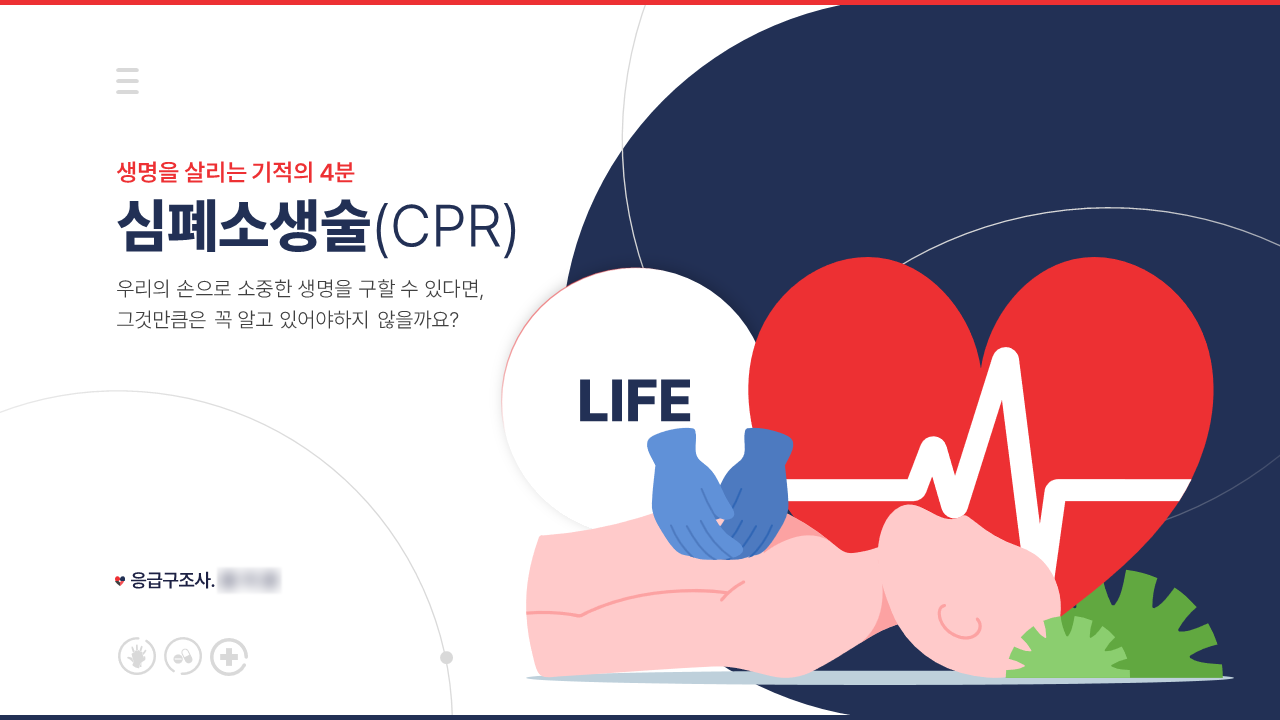 생명을 살리는 기적의 4분
심폐소생술(CPR)
우리의 손으로 소중한 생명을 구할 수 있다면,
그것만큼은 꼭 알고 있어야하지 않을까요?
LIFE
응급구조사.